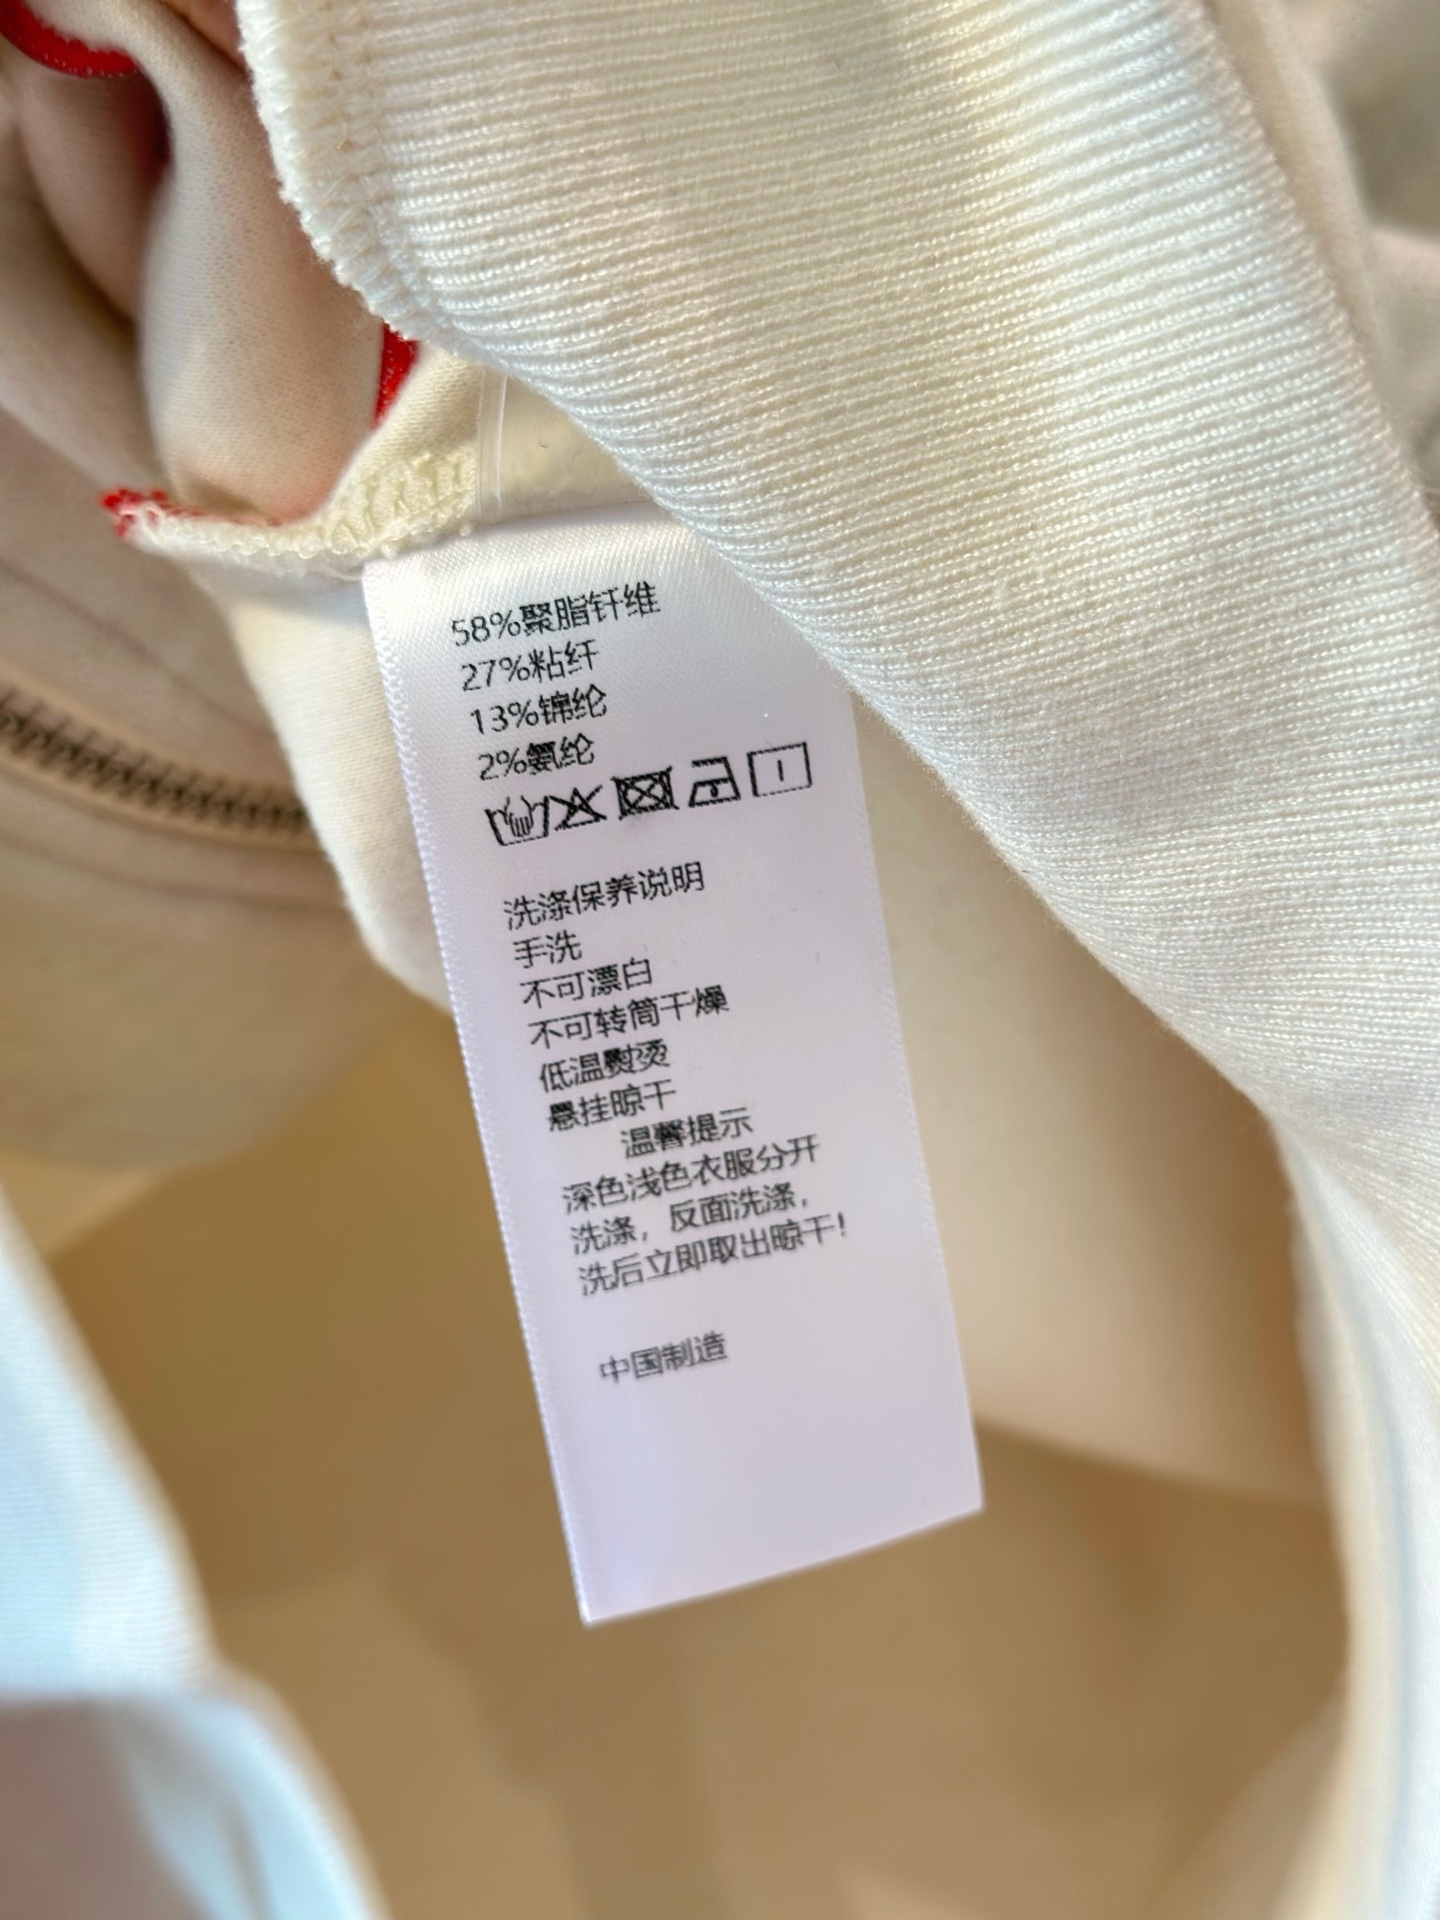 58%聚脂钎维
27%粘纤
13%锦纶
2%氨纶
洗涤保养说明
手洗
不可漂白
不可转筒干燥
低温熨烫
悬挂晾干
温馨提示
深色浅色衣服分开
洗涤，反面洗涤，
洗后立即取出晾干！
中国制造